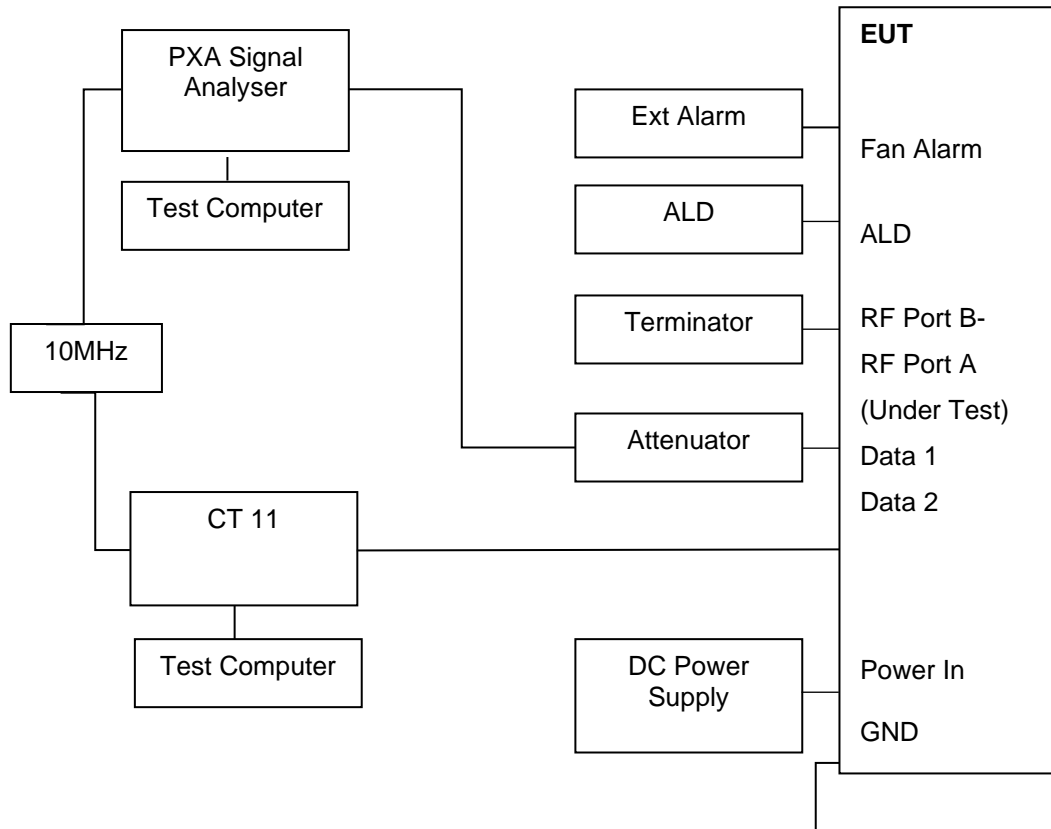 PXA Signal
Analyser
Test Computer
10MHz
CT 11
Test Computer
Ext Alarm
ALD
Terminator
Attenuator
DC Power
Supply
EUT
Fan Alarm
ALD
RF Port B-
RF Port A
(Under Test)
Data 1
Data 2
Power In
GND